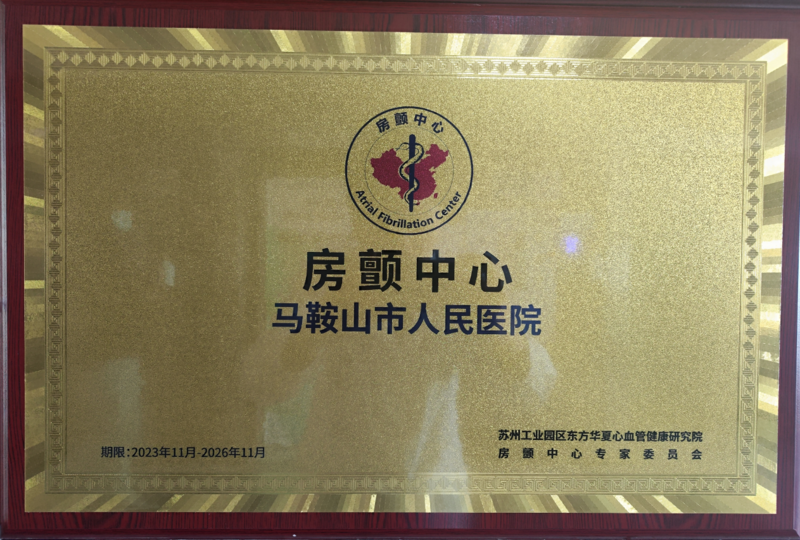 房颤中心
Atrial Fibrillation Center
房颤中心
马鞍山市人民医院
期限:2023年11月-2026年11月
苏州工业园区东方华夏心血管健康研究院
房颤中心专家委员会